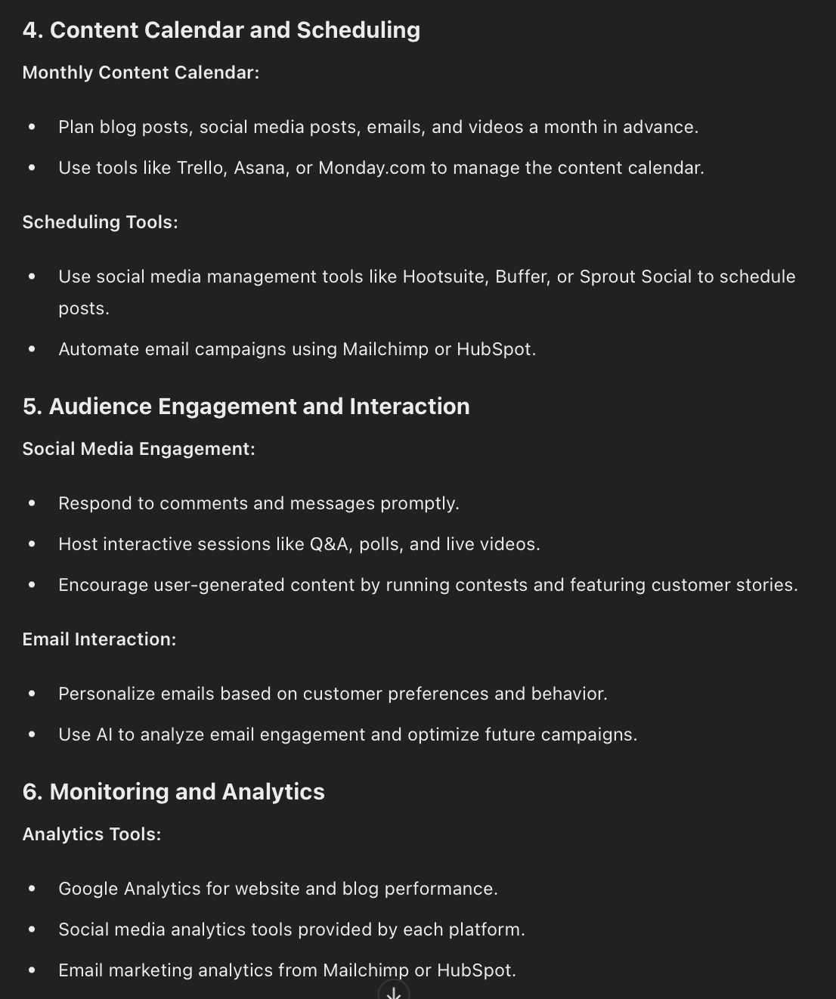 4. Content Calendar and Scheduling
Monthly Content Calendar:
• Plan blog posts, social media posts, emails, and videos a month in advance.
• Use tools like Trello, Asana, or Monday.com to manage the content calendar.
Scheduling Tools:
• Use social media management tools like Hootsuite, Buffer, or Sprout Social to schedule
posts.
• Automate email campaigns using Mailchimp or HubSpot.
5. Audience Engagement and Interaction
Social Media Engagement:
• Respond to comments and messages promptly.
• Host interactive sessions like Q&A, polls, and live videos.
• Encourage user-generated content by running contests and featuring customer stories.
Email Interaction:
• Personalize emails based on customer preferences and behavior.
• Use AI to analyze email engagement and optimize future campaigns.
6. Monitoring and Analytics
Analytics Tools:
• Google Analytics for website and blog performance.
• Social media analytics tools provided by each platform.
• Email marketing analytics from Mailchimp or HubSpot.